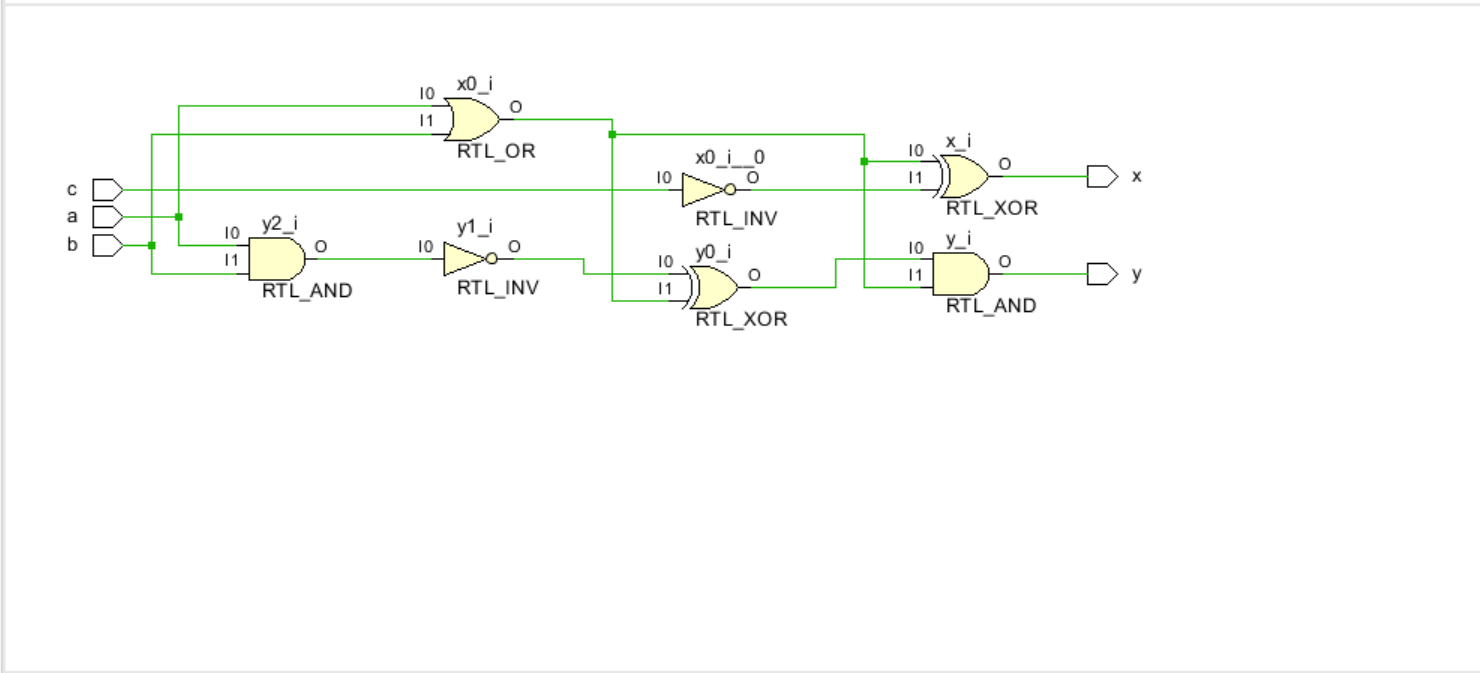 x0_i
I0
O
I1
RTL_OR
x_i
I0
O
x
I1
RTL_XOR
x0_i__0
I0
O
RTL_INV
c
a
b
y2_i
I0
O
I1
RTL_AND
y1_i
I0
O
RTL_INV
y0_i
I0
O
I1
RTL_XOR
y_i
I0
O
y
I1
RTL_AND